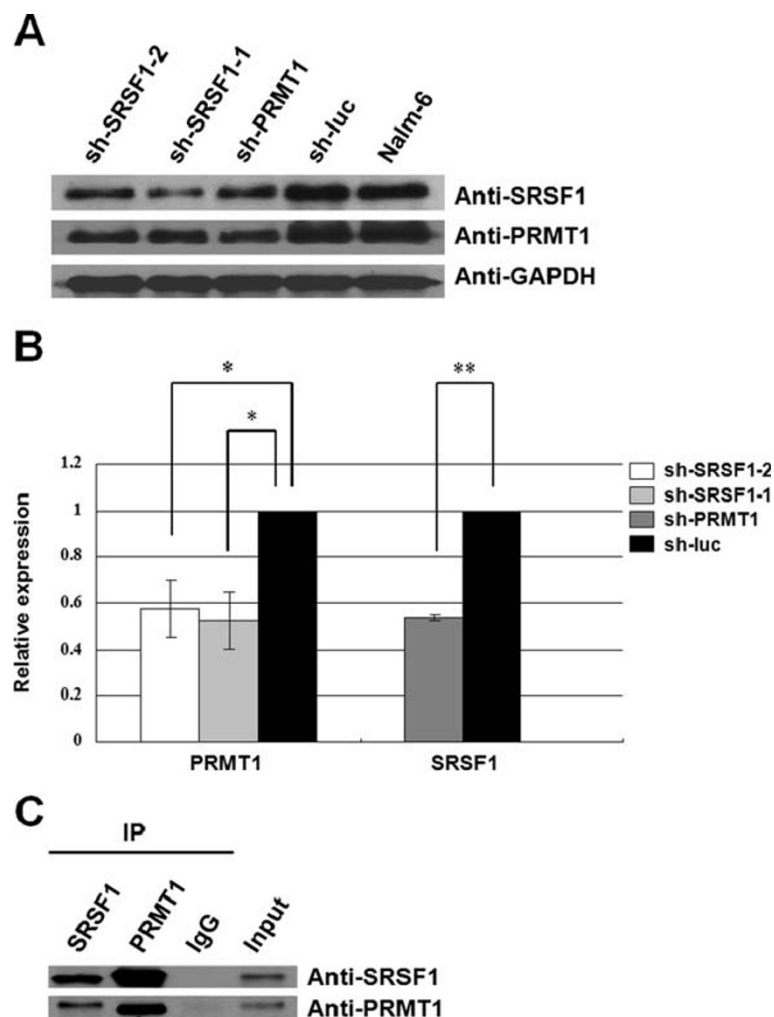 A
sh-SRSF1-2
sh-SRSF1-1
sh-PRMT1
sh-luc
Nalm-6
Anti-SRSF1
Anti-PRMT1
Anti-GAPDH
B
*
*
**
1.2
1
0.8
0.6
0.4
0.2
0
Relative expression
PRMT1
SRSF1
sh-SRSF1-2
sh-SRSF1-1
sh-PRMT1
sh-luc
C
IP
SRSF1
PRMT1
IgG
Input
Anti-SRSF1
Anti-PRMT1